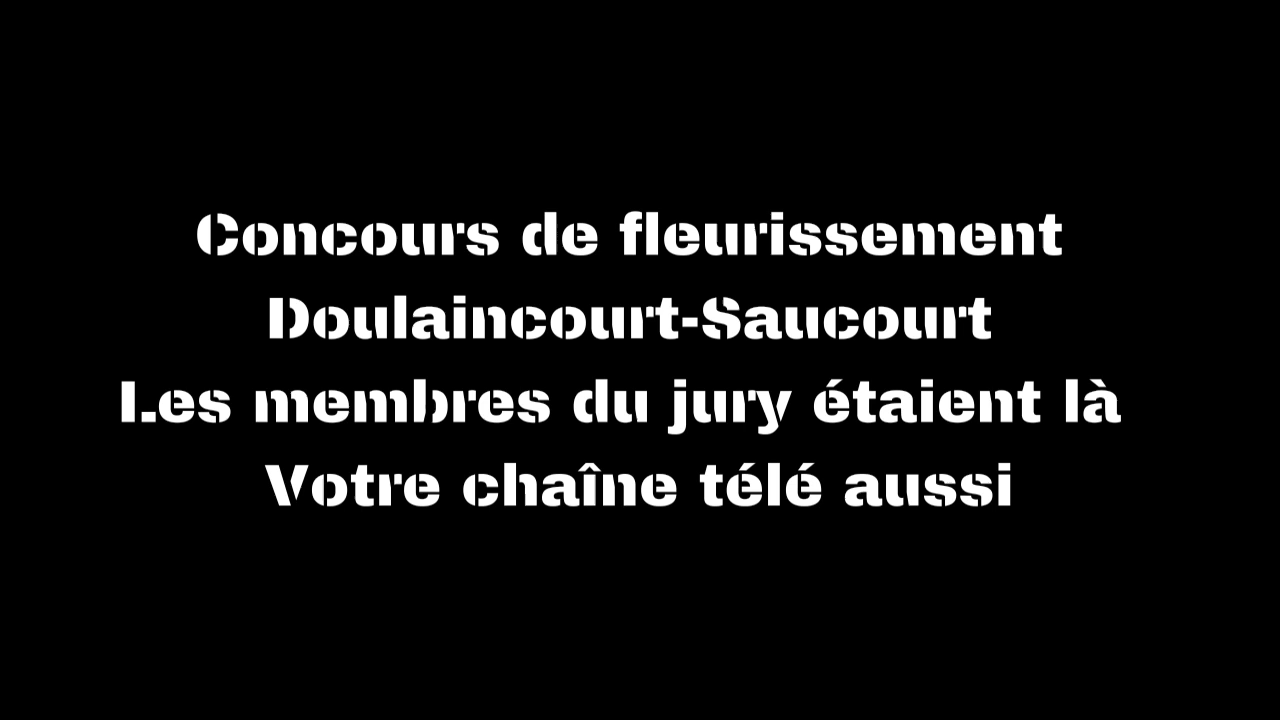 Concours de fleurissement
Doulaincourt-Saucourt
Les membres du jury étaient là
Votre chaîne télé aussi